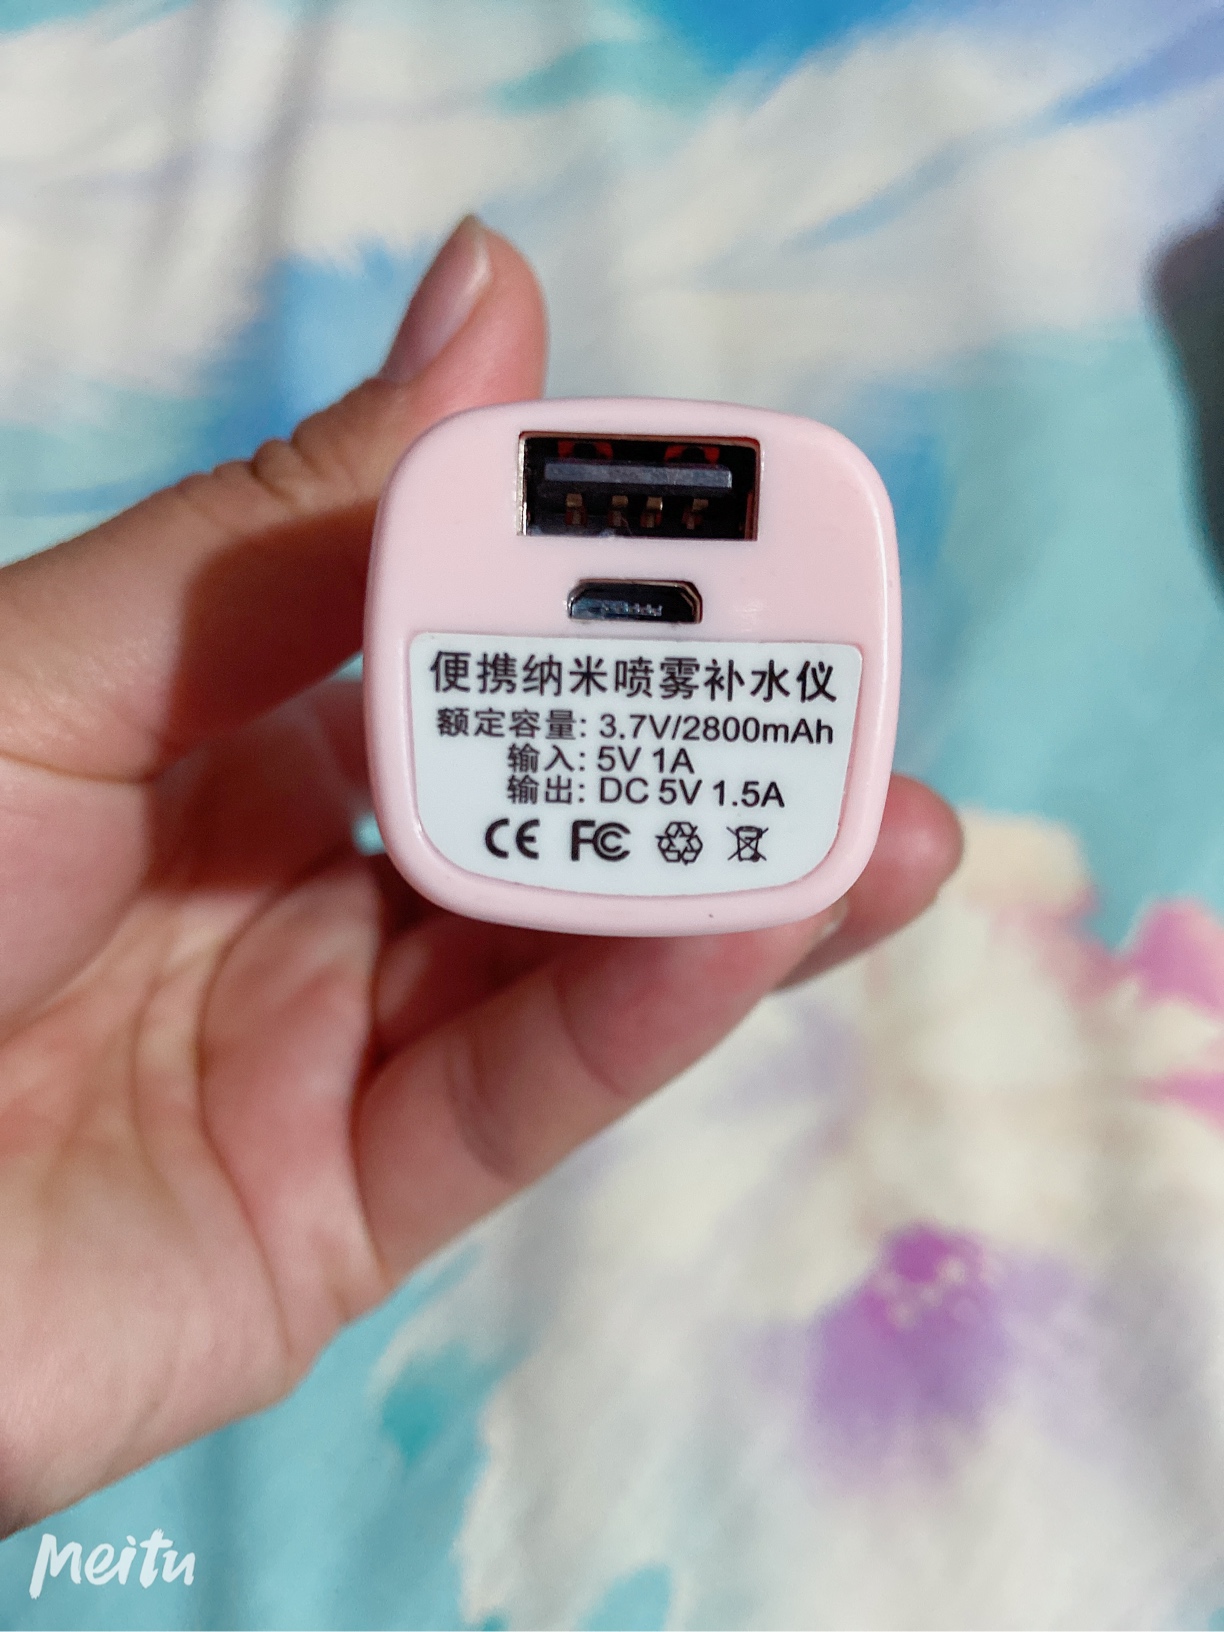 便携纳米喷雾补水仪
额定容量: 3.7V/2800mAh
输入: 5V 1A
输出: DC 5V 1.5A
CE FC
Meitu